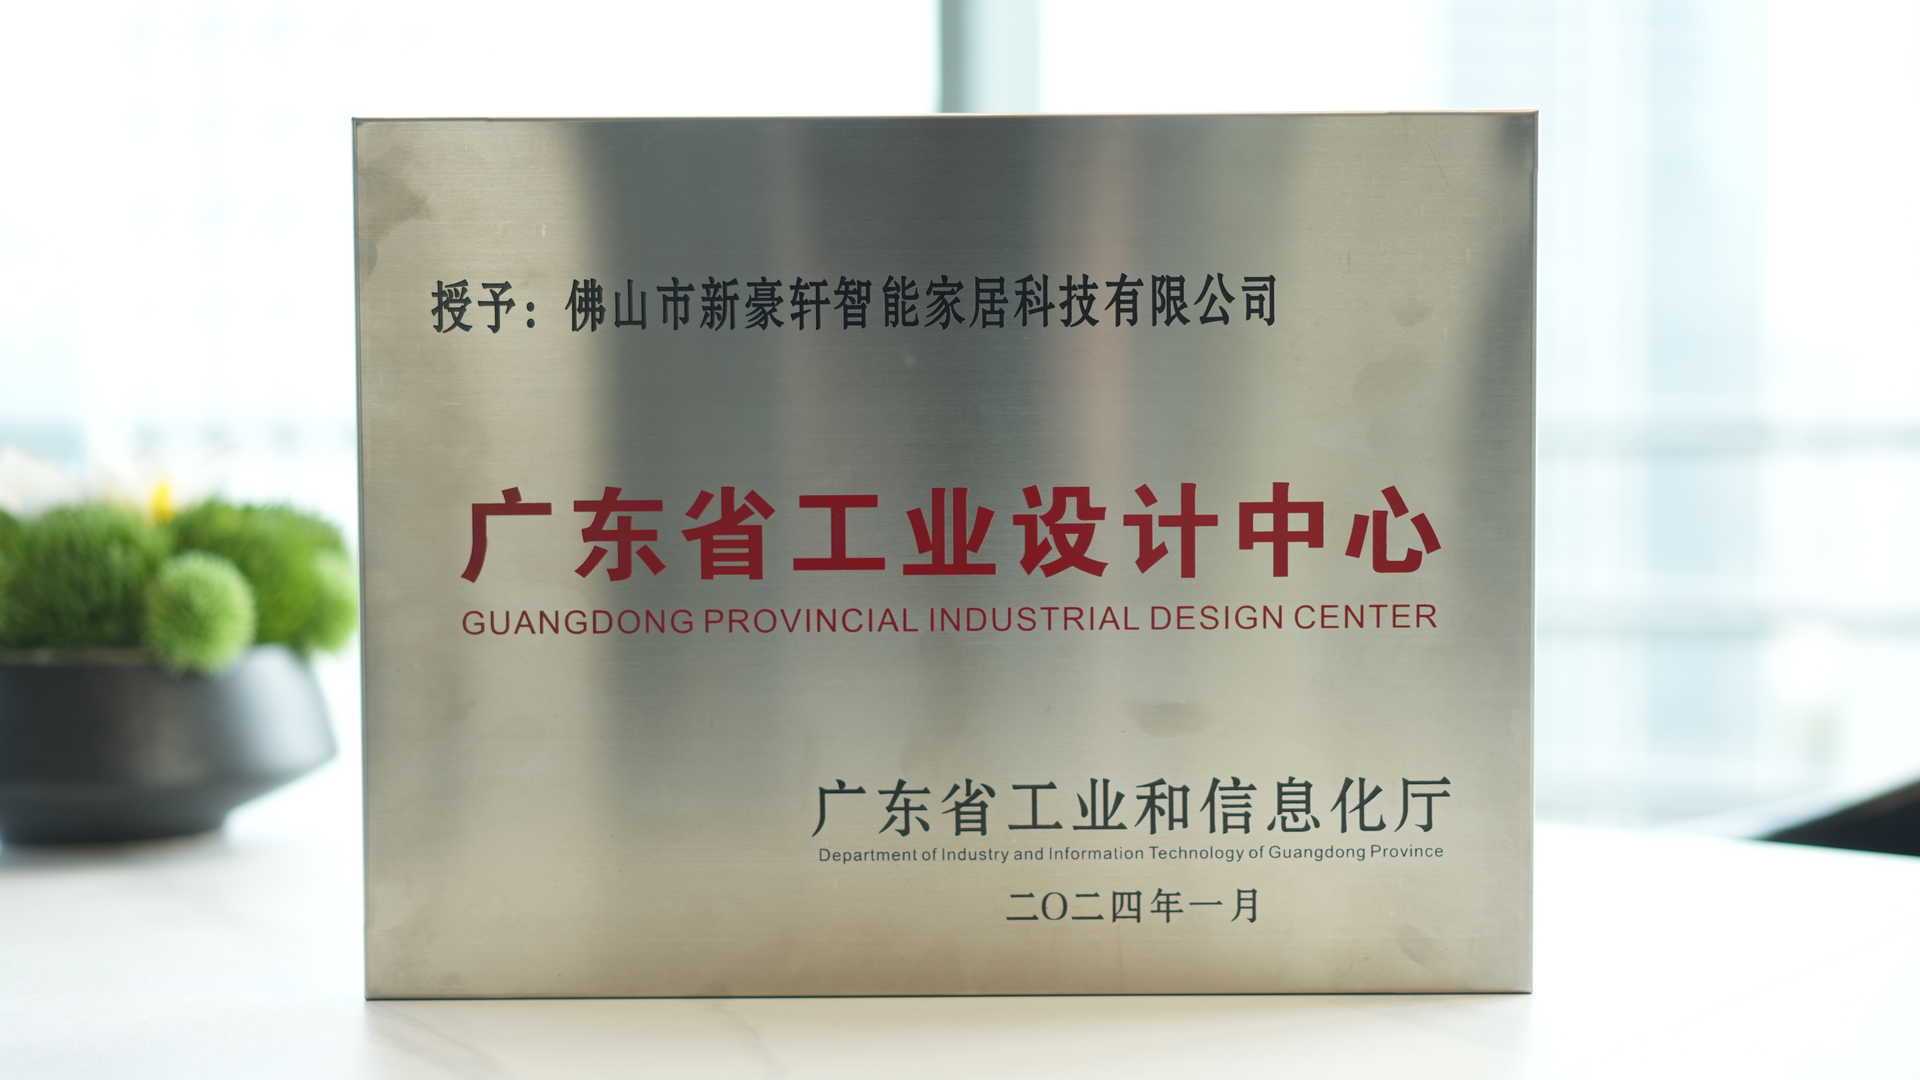 授予：佛山市新豪轩智能家居科技有限公司
广东省工业设计中心
GUANGDONG PROVINCIAL INDUSTRIAL DESIGN CENTER
广东省工业和信息化厅
Department of Industry and Information Technology of Guangdong Province
二〇二四年一月